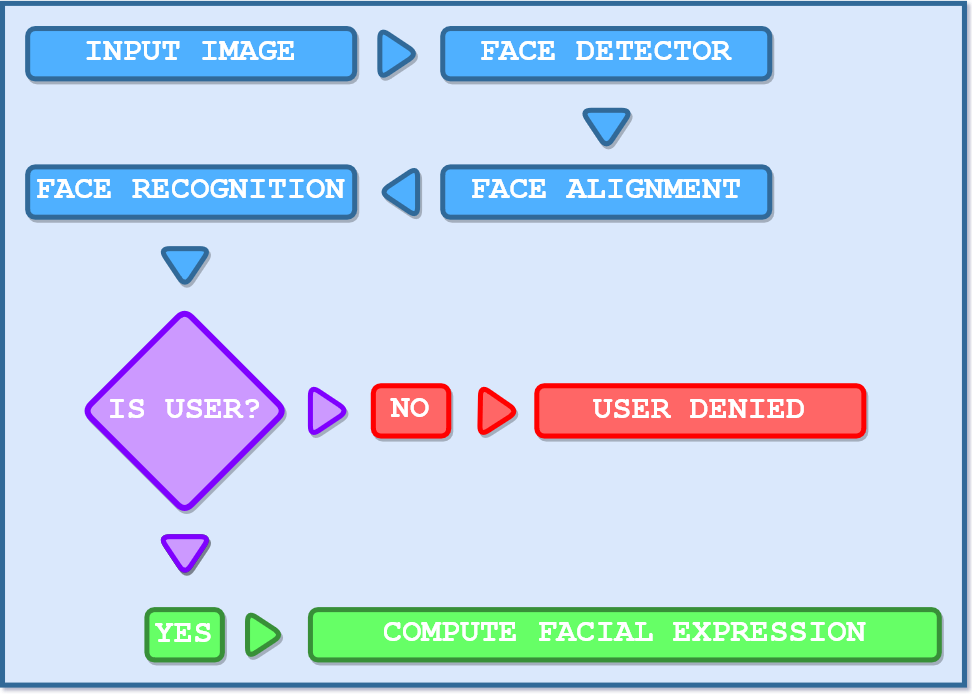 INPUT IMAGE
FACE DETECTOR
FACE RECOGNITION
FACE ALIGNMENT
IS USER?
NO
USER DENIED
YES
COMPUTE FACIAL EXPRESSION